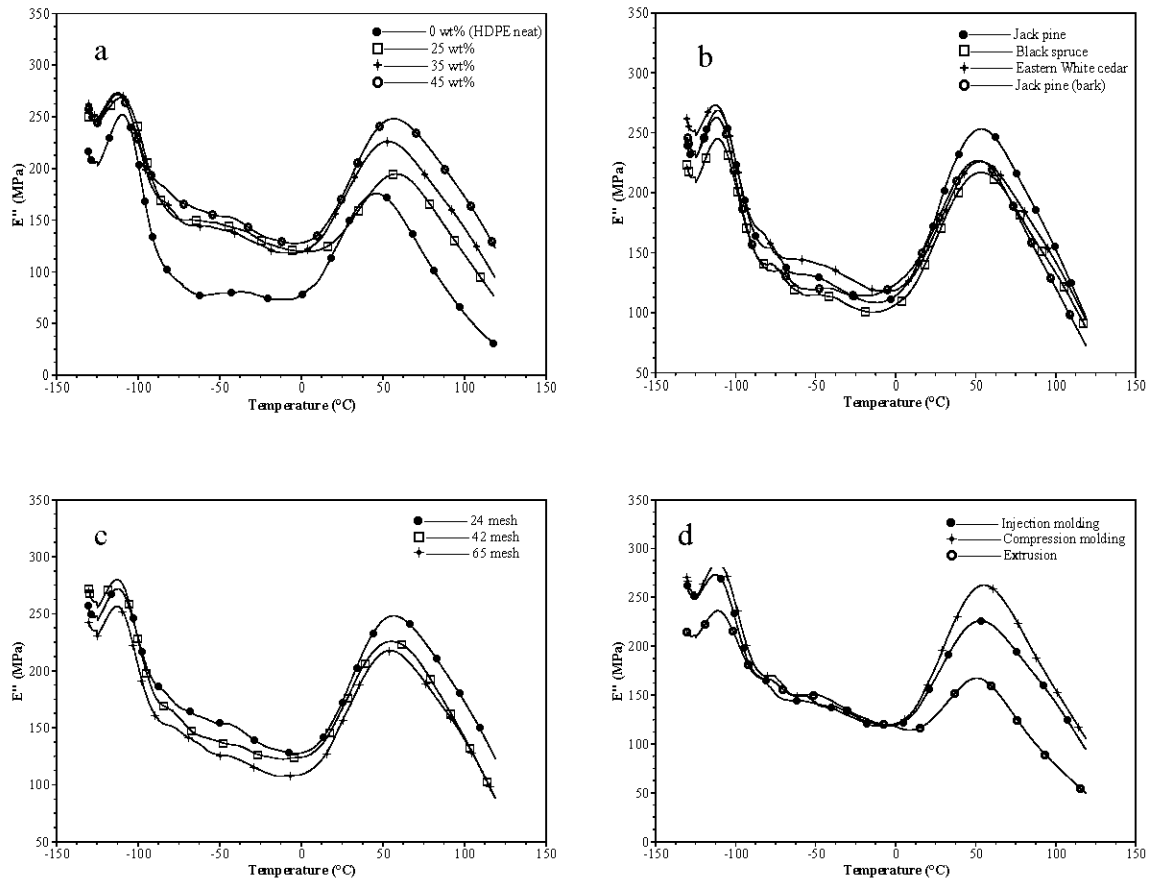 a
0 wt% (HDPE neat)
25 wt%
35 wt%
45 wt%
350
300
250
200
150
100
50
0
E'' (MPa)
-150 -100 -50 0 50 100 150
Temperature (°C)
b
Jack pine
Black spruce
Eastern White cedar
Jack pine (bark)
350
300
250
200
150
100
50
E'' (MPa)
-150 -100 -50 0 50 100 150
Temperature (°C)
c
24 mesh
42 mesh
65 mesh
350
300
250
200
150
100
50
E'' (MPa)
-150 -100 -50 0 50 100 150
Temperature (°C)
d
Injection molding
Compression molding
Extrusion
350
300
250
200
150
100
50
0
E'' (MPa)
-150 -100 -50 0 50 100 150
Temperature (°C)